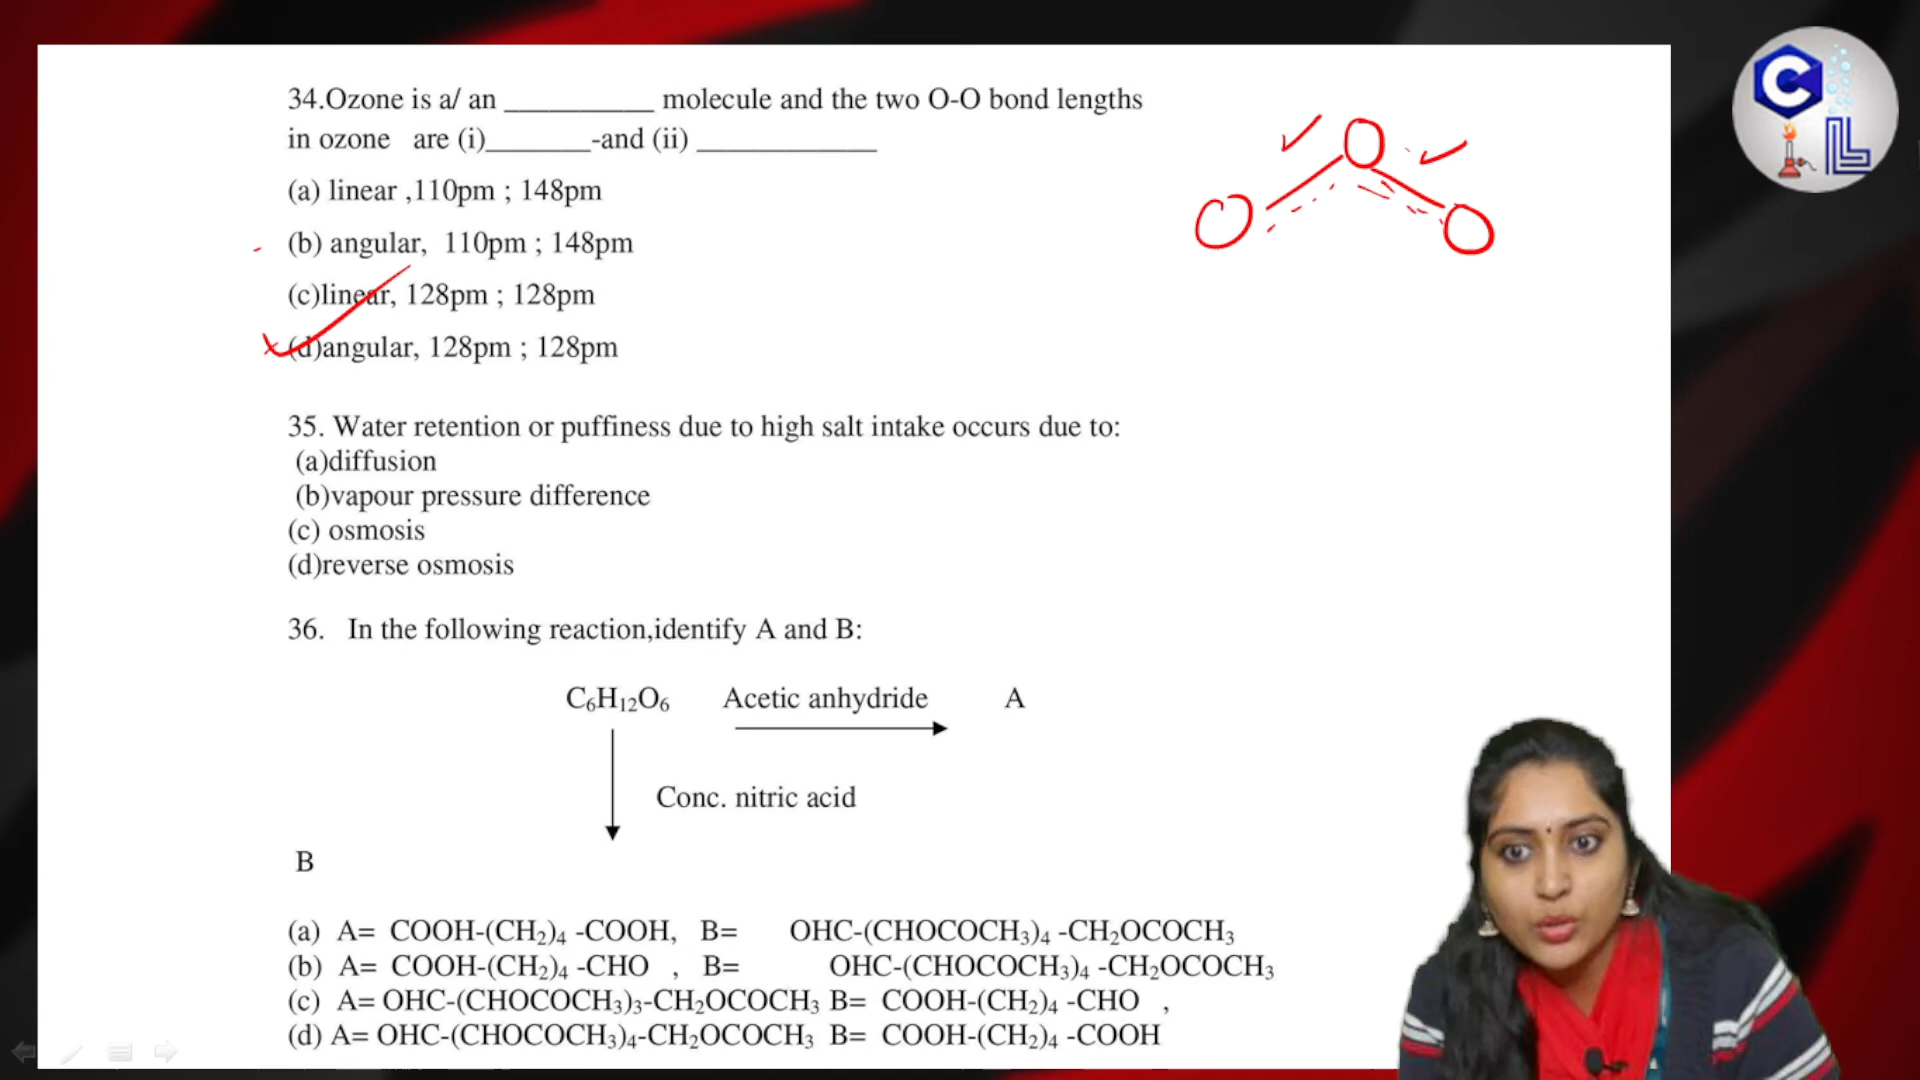 34.Ozone is a/ an __________ molecule and the two O-O bond lengths
in ozone are (i)_______-and (ii) ____________
(a) linear ,110pm ; 148pm
(b) angular, 110pm ; 148pm
(c)linear, 128pm ; 128pm
(d)angular, 128pm ; 128pm
O
O
O
35. Water retention or puffiness due to high salt intake occurs due to:
(a)diffusion
(b)vapour pressure difference
(c) osmosis
(d)reverse osmosis
36. In the following reaction,identify A and B:
C₆H₁₂O₆ Acetic anhydride A
Conc. nitric acid
B
(a) A= COOH-(CH₂)₄ -COOH, B= OHC-(CHOCOCH₃)₄ -CH₂OCOCH₃
(b) A= COOH-(CH₂)₄ -CHO , B= OHC-(CHOCOCH₃)₄ -CH₂OCOCH₃
(c) A= OHC-(CHOCOCH₃)₃-CH₂OCOCH₃ B= COOH-(CH₂)₄ -CHO ,
(d) A= OHC-(CHOCOCH₃)₄-CH₂OCOCH₃ B= COOH-(CH₂)₄ -COOH
C
L